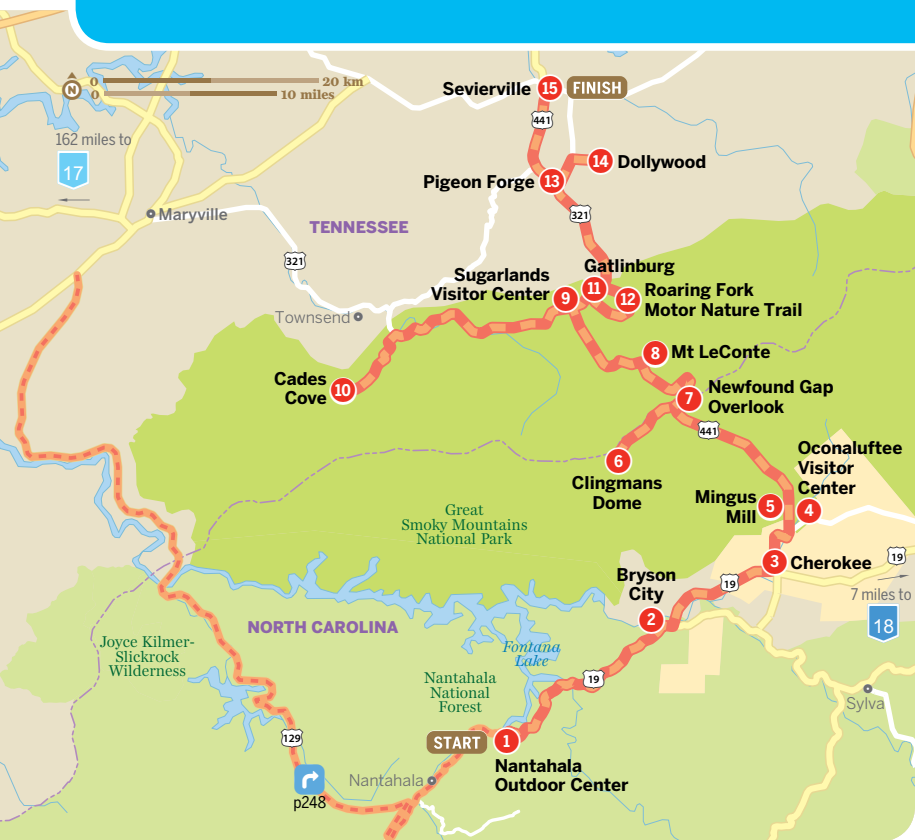 Sevierville 15 FINISH
N
0 20 km
0 10 miles
441
162 miles to
17
14 Dollywood
Pigeon Forge 13
Maryville
TENNESSEE
321
321
Gatlinburg
11
Sugarlands
Visitor Center 9
12 Roaring Fork
Motor Nature Trail
Townsend
8 Mt LeConte
Cades
Cove 10
7 Newfound Gap
Overlook
441
6
Clingmans
Dome
Oconaluftee
Visitor
Center
4
Mingus
Mill 5
Great
Smoky Mountains
National Park
3 Cherokee
19
19
7 miles to
18
Bryson
City
2
NORTH CAROLINA
Joyce Kilmer-
Slickrock
Wilderness
Fontana
Lake
Nantahala
National
Forest
19
Sylva
START 1
Nantahala
Outdoor Center
129
Nantahala
p248